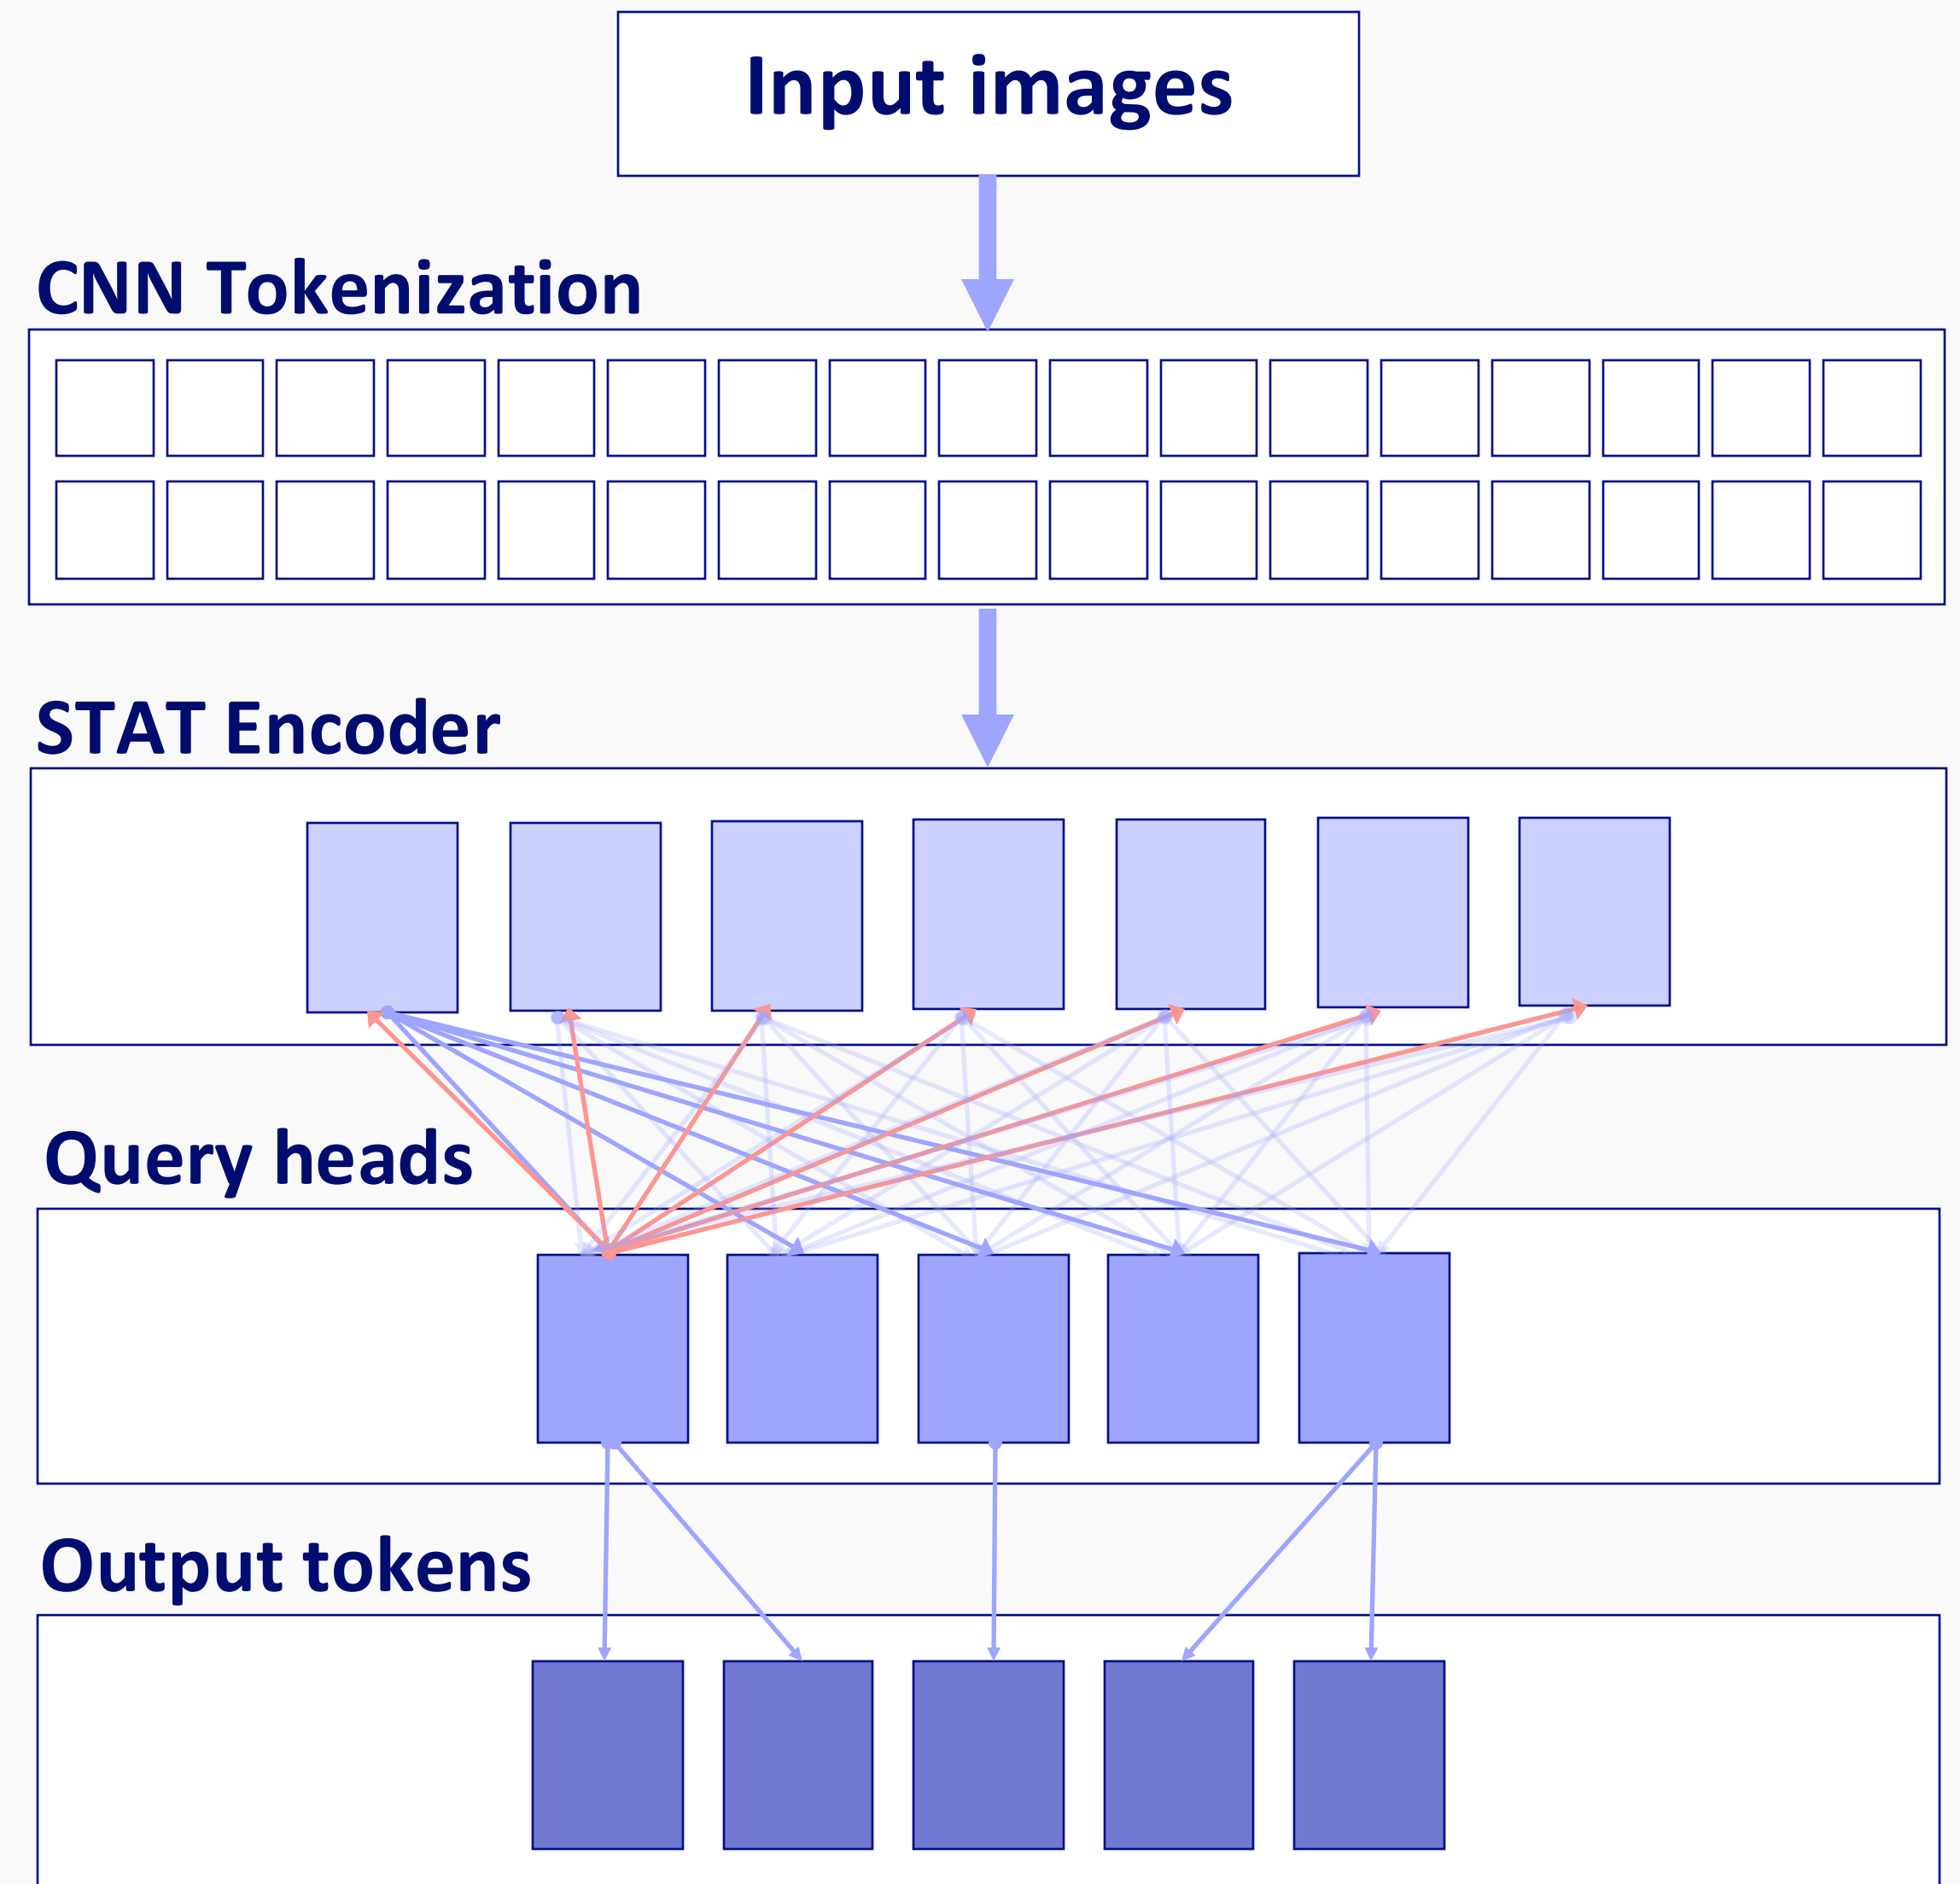 Input images
CNN Tokenization
STAT Encoder
Query heads
Output tokens